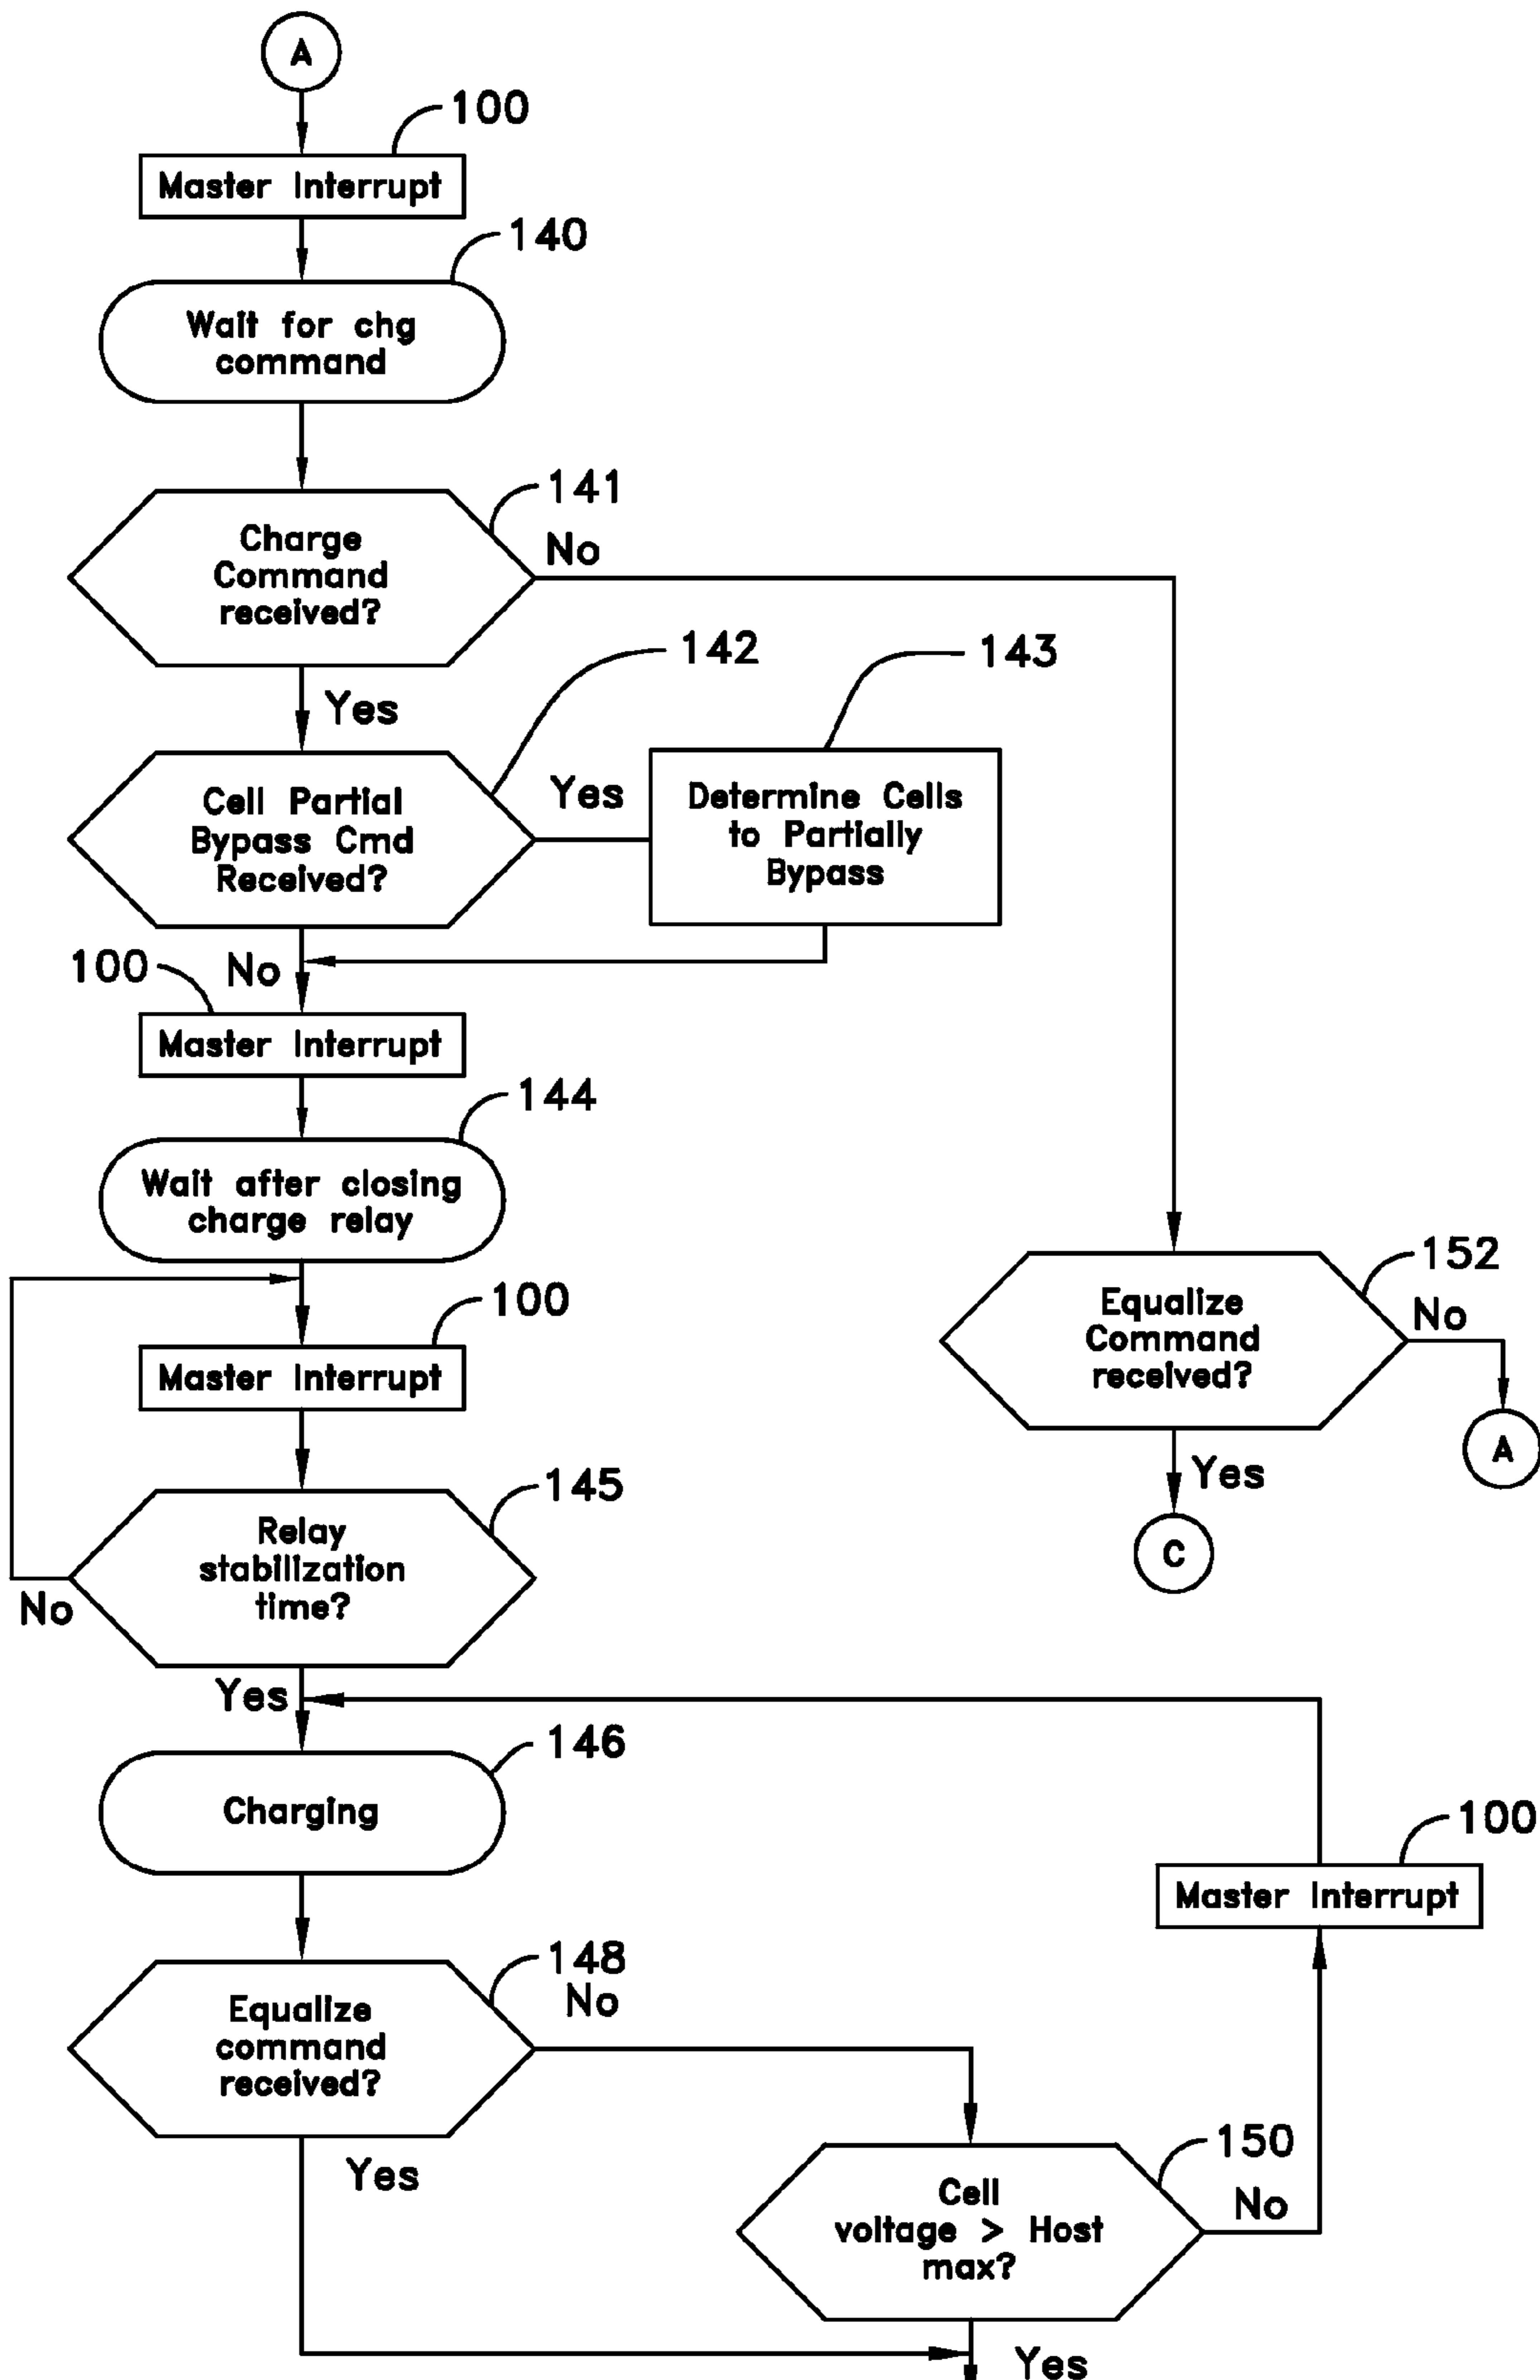 A
100
Master Interrupt
140
Wait for chg
command
141
Charge
Command
received?
No
Yes
142
143
Cell Partial
Bypass Cmd
Received?
Yes
Determine Cells
to Partially
Bypass
100
No
Master Interrupt
144
Wait after closing
charge relay
100
Master Interrupt
152
Equalize
Command
received?
No
A
Yes
C
145
Relay
stabilization
time?
No
Yes
146
Charging
100
Master Interrupt
148
Equalize
command
received?
No
Yes
150
Cell
voltage > Host
max?
No
Yes